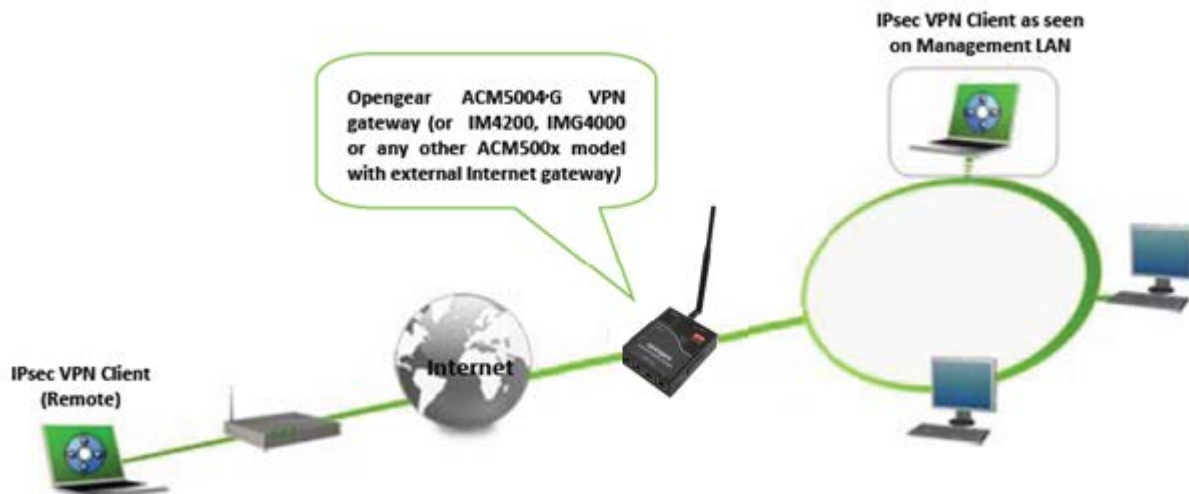 IPsec VPN Client as seen
on Management LAN
Opengear ACM5004-G VPN
gateway (or IM4200, IMG4000
or any other ACM500x model
with external Internet gateway)
Internet
IPsec VPN Client
(Remote)